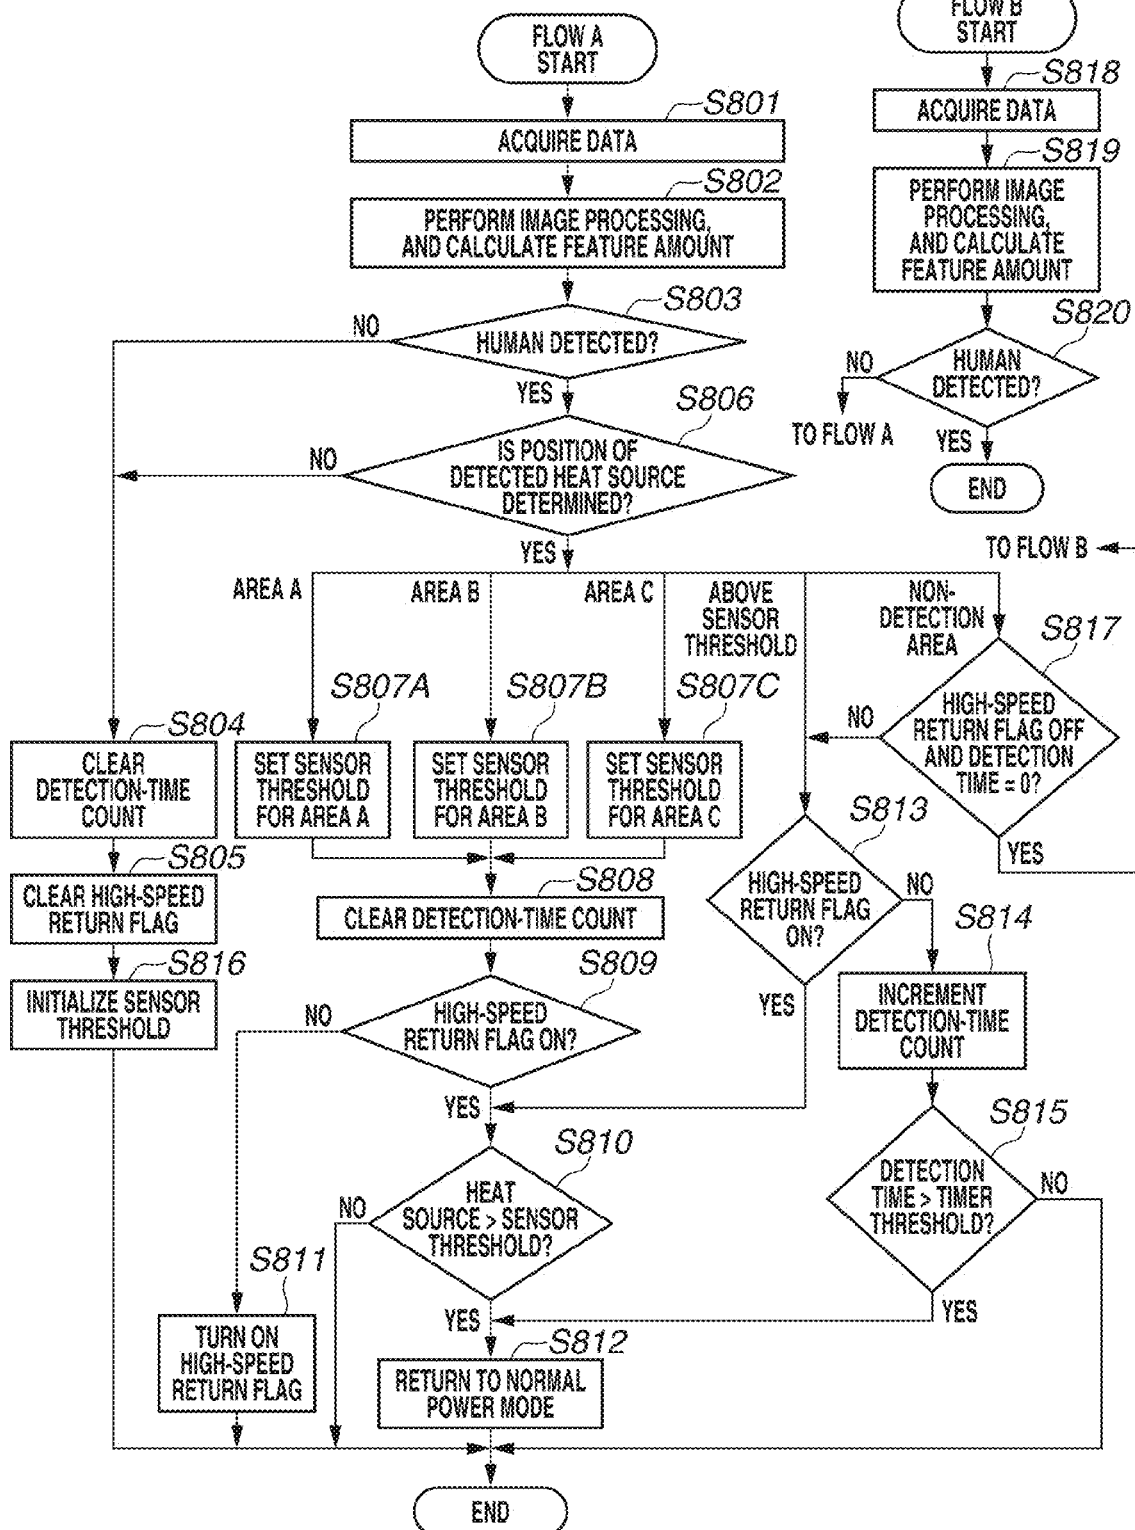 FLOW A
START
S801
ACQUIRE DATA
S802
PERFORM IMAGE PROCESSING,
AND CALCULATE FEATURE AMOUNT
S803
HUMAN DETECTED?
NO
YES
S806
IS POSITION OF
DETECTED HEAT SOURCE
DETERMINED?
NO
YES
FLOW B
START
S818
ACQUIRE DATA
S819
PERFORM IMAGE
PROCESSING,
AND CALCULATE
FEATURE AMOUNT
S820
HUMAN
DETECTED?
NO
TO FLOW A
YES
END
TO FLOW B
AREA A
AREA B
AREA C
ABOVE
SENSOR
THRESHOLD
NON-
DETECTION
AREA
S817
HIGH-SPEED
RETURN FLAG OFF
AND DETECTION
TIME = 0?
NO
YES
S804
CLEAR
DETECTION-TIME
COUNT
S807A
SET SENSOR
THRESHOLD
FOR AREA A
S807B
SET SENSOR
THRESHOLD
FOR AREA B
S807C
SET SENSOR
THRESHOLD
FOR AREA C
S805
CLEAR HIGH-SPEED
RETURN FLAG
S816
INITIALIZE SENSOR
THRESHOLD
S808
CLEAR DETECTION-TIME COUNT
S809
HIGH-SPEED
RETURN FLAG ON?
NO
YES
S813
HIGH-SPEED
RETURN FLAG
ON?
NO
YES
S814
INCREMENT
DETECTION-TIME
COUNT
S810
HEAT
SOURCE > SENSOR
THRESHOLD?
NO
YES
S815
DETECTION
TIME > TIMER
THRESHOLD?
NO
YES
S811
TURN ON
HIGH-SPEED
RETURN FLAG
S812
RETURN TO NORMAL
POWER MODE
END